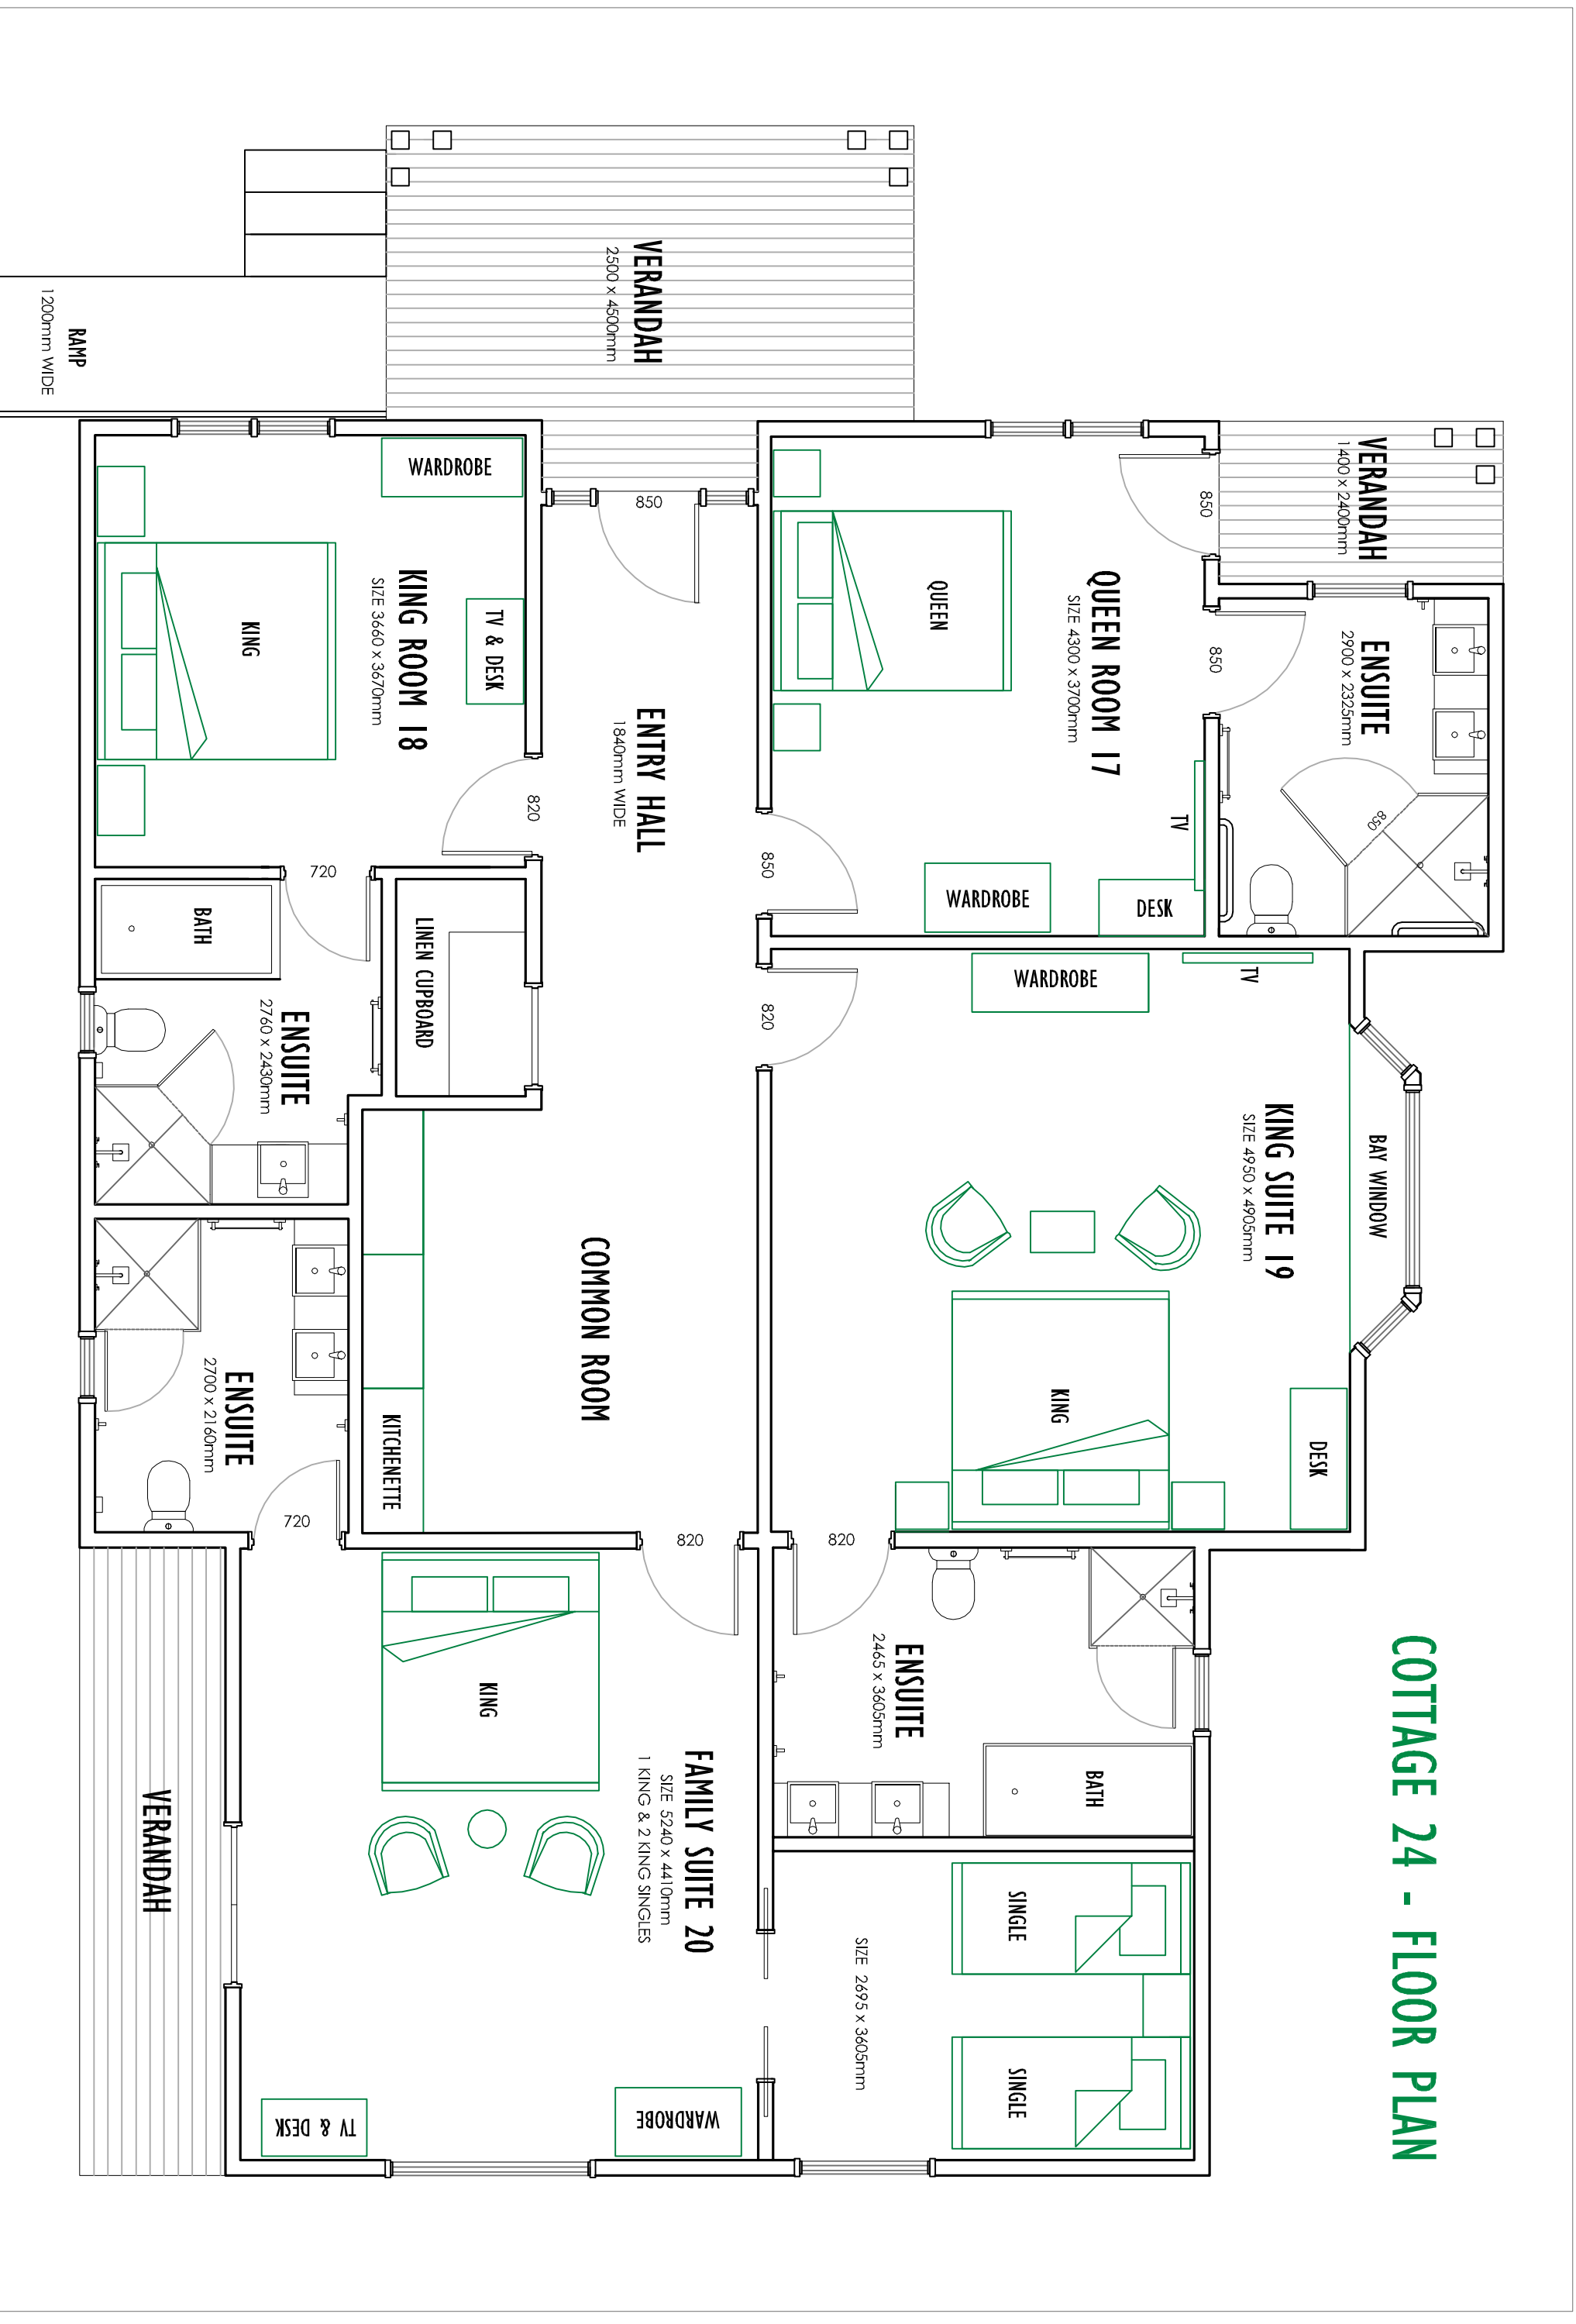 COTTAGE 24 - FLOOR PLAN
VERANDAH
1400 x 2400mm
850
ENSUITE
2900 x 2325mm
850
850
QUEEN ROOM 17
SIZE 4300 x 3700mm
QUEEN
TV
DESK
WARDROBE
850
VERANDAH
2500 x 4500mm
RAMP
1200mm WIDE
850
ENTRY HALL
1840mm WIDE
WARDROBE
TV & DESK
KING ROOM 18
SIZE 3660 x 3670mm
KING
820
720
BATH
ENSUITE
2760 x 2430mm
LINEN CUPBOARD
820
WARDROBE
TV
KING SUITE 19
SIZE 4950 x 4905mm
BAY WINDOW
KING
DESK
COMMON ROOM
KITCHENETTE
ENSUITE
2700 x 2160mm
720
820
820
ENSUITE
2465 x 3605mm
BATH
KING
FAMILY SUITE 20
SIZE 5240 x 4410mm
1 KING & 2 KING SINGLES
VERANDAH
SINGLE
SINGLE
SIZE 2695 x 3605mm
WARDROBE
TV & DESK